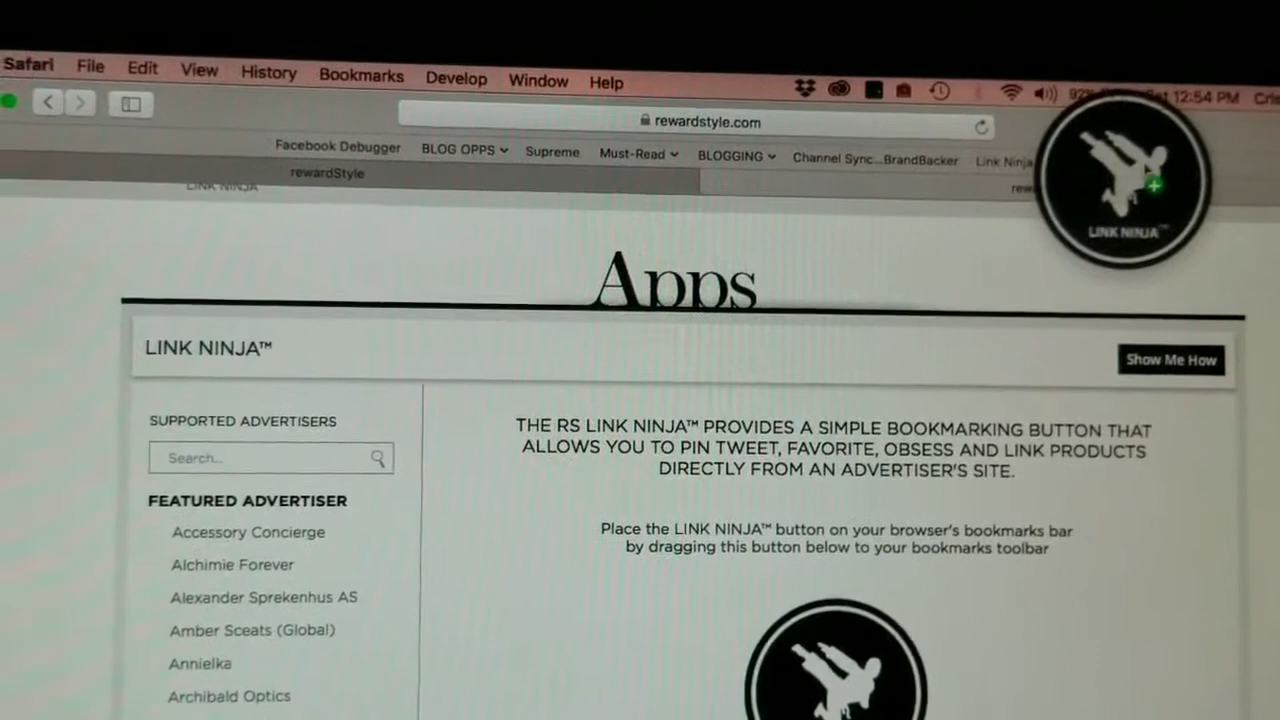 Safari File Edit View History Bookmarks Develop Window Help
12:54 PM
rewardstyle.com
Facebook Debugger BLOG OPPS Supreme Must-Read BLOGGING Channel Sync...BrandBacker Link Ninja
rewardStyle
LINK NINJA
LINK NINJA™
Apps
LINK NINJA™
Show Me How
SUPPORTED ADVERTISERS
Search...
FEATURED ADVERTISER
Accessory Concierge
Alchimie Forever
Alexander Sprekenhus AS
Amber Sceats (Global)
Annielka
Archibald Optics
THE RS LINK NINJA™ PROVIDES A SIMPLE BOOKMARKING BUTTON THAT
ALLOWS YOU TO PIN TWEET, FAVORITE, OBSESS AND LINK PRODUCTS
DIRECTLY FROM AN ADVERTISER'S SITE.
Place the LINK NINJA™ button on your browser's bookmarks bar
by dragging this button below to your bookmarks toolbar